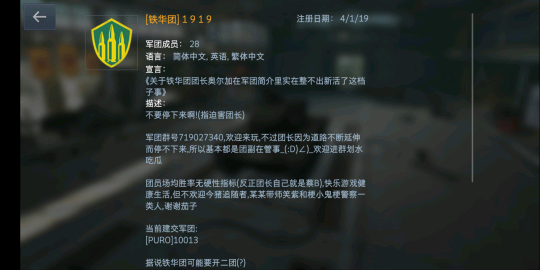 [铁华团] 1 9 1 9
注册日期： 4/1/19
军团成员： 28
语言： 简体中文, 英语, 繁体中文
宣言：
《关于铁华团团长奥尔加在军团简介里实在整不出新活了这档
子事》
描述：
不要停下来啊!(指迫害团长)
军团群号719027340,欢迎来玩,不过团长因为道路不断延伸
而停不下来,所以基本都是团副在管事_(:D)∠)_欢迎进群划水
吃瓜
团员场均胜率无硬性指标(反正团长自己就是蔡B),快乐游戏健
康生活,但不欢迎今猪追随者,某某带师笑紫和梗小鬼梗警察一
类人,谢谢茄子
当前建交军团:
[PURO]10013
据说铁华团可能要开二团(?)